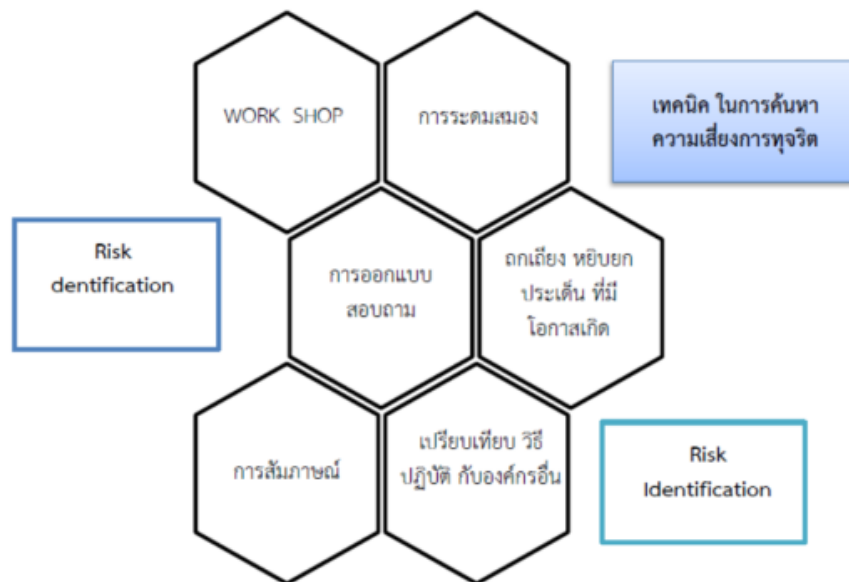 WORK SHOP
การระดมสมอง
เทคนิค ในการค้นหา
ความเสี่ยงการทุจริต
Risk
dentification
การออกแบบ
สอบถาม
ถกเถียง หยิบยก
ประเด็น ที่มี
โอกาสเกิด
การสัมภาษณ์
เปรียบเทียบ วิธี
ปฏิบัติ กับองค์กรอื่น
Risk
Identification